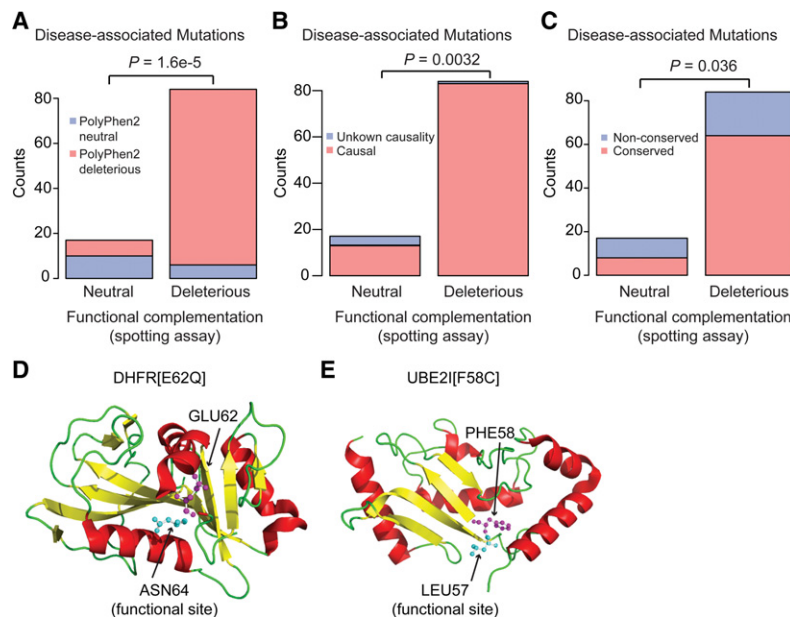 A
Disease-associated Mutations
P = 1.6e-5
80
60
40
20
0
Counts
PolyPhen2
neutral
PolyPhen2
deleterious
Neutral
Deleterious
Functional complementation
(spotting assay)
B
Disease-associated Mutations
P = 0.0032
80
60
40
20
0
Counts
Unkown causality
Causal
Neutral
Deleterious
Functional complementation
(spotting assay)
C
Disease-associated Mutations
P = 0.036
80
60
40
20
0
Counts
Non-conserved
Conserved
Neutral
Deleterious
Functional complementation
(spotting assay)
D
DHFR[E62Q]
GLU62
ASN64
(functional site)
E
UBE2I[F58C]
PHE58
LEU57
(functional site)